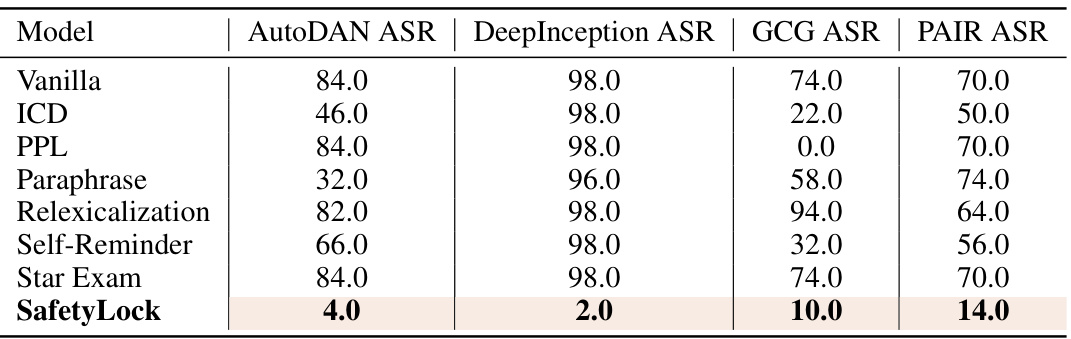 Model AutoDAN ASR DeepInception ASR GCG ASR PAIR ASR
Vanilla 84.0 98.0 74.0 70.0
ICD 46.0 98.0 22.0 50.0
PPL 84.0 98.0 0.0 70.0
Paraphrase 32.0 96.0 58.0 74.0
Relexicalization 82.0 98.0 94.0 64.0
Self-Reminder 66.0 98.0 32.0 56.0
Star Exam 84.0 98.0 74.0 70.0
SafetyLock 4.0 2.0 10.0 14.0